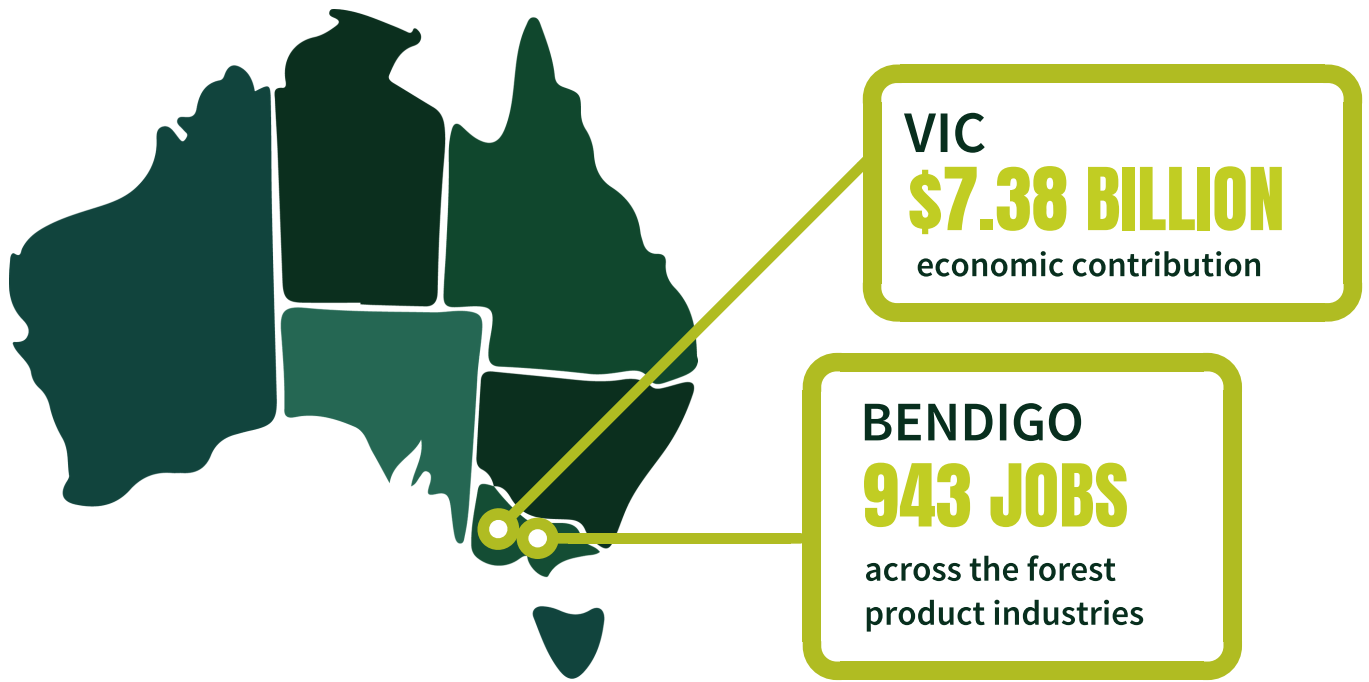 VIC
$7.38 BILLION
economic contribution
BENDIGO
943 JOBS
across the forest
product industries